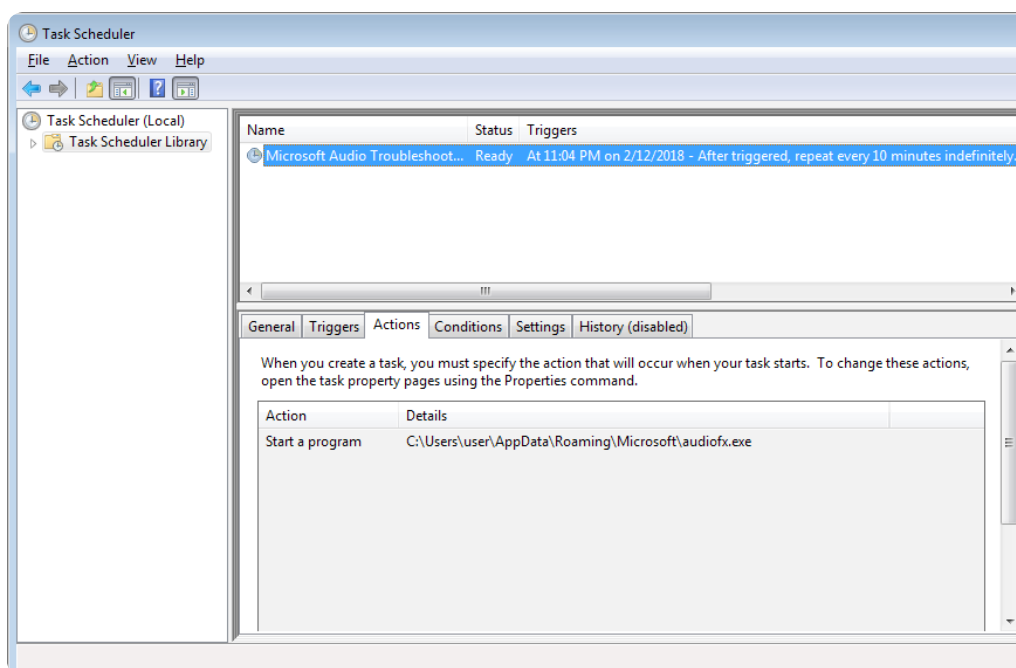 Task Scheduler
File Action View Help
Task Scheduler (Local)
Task Scheduler Library
Name Status Triggers
Microsoft Audio Troubleshoot... Ready At 11:04 PM on 2/12/2018 - After triggered, repeat every 10 minutes indefinitely.
General Triggers Actions Conditions Settings History (disabled)
When you create a task, you must specify the action that will occur when your task starts. To change these actions,
open the task property pages using the Properties command.
Action Details
Start a program C:\Users\user\AppData\Roaming\Microsoft\audiofx.exe